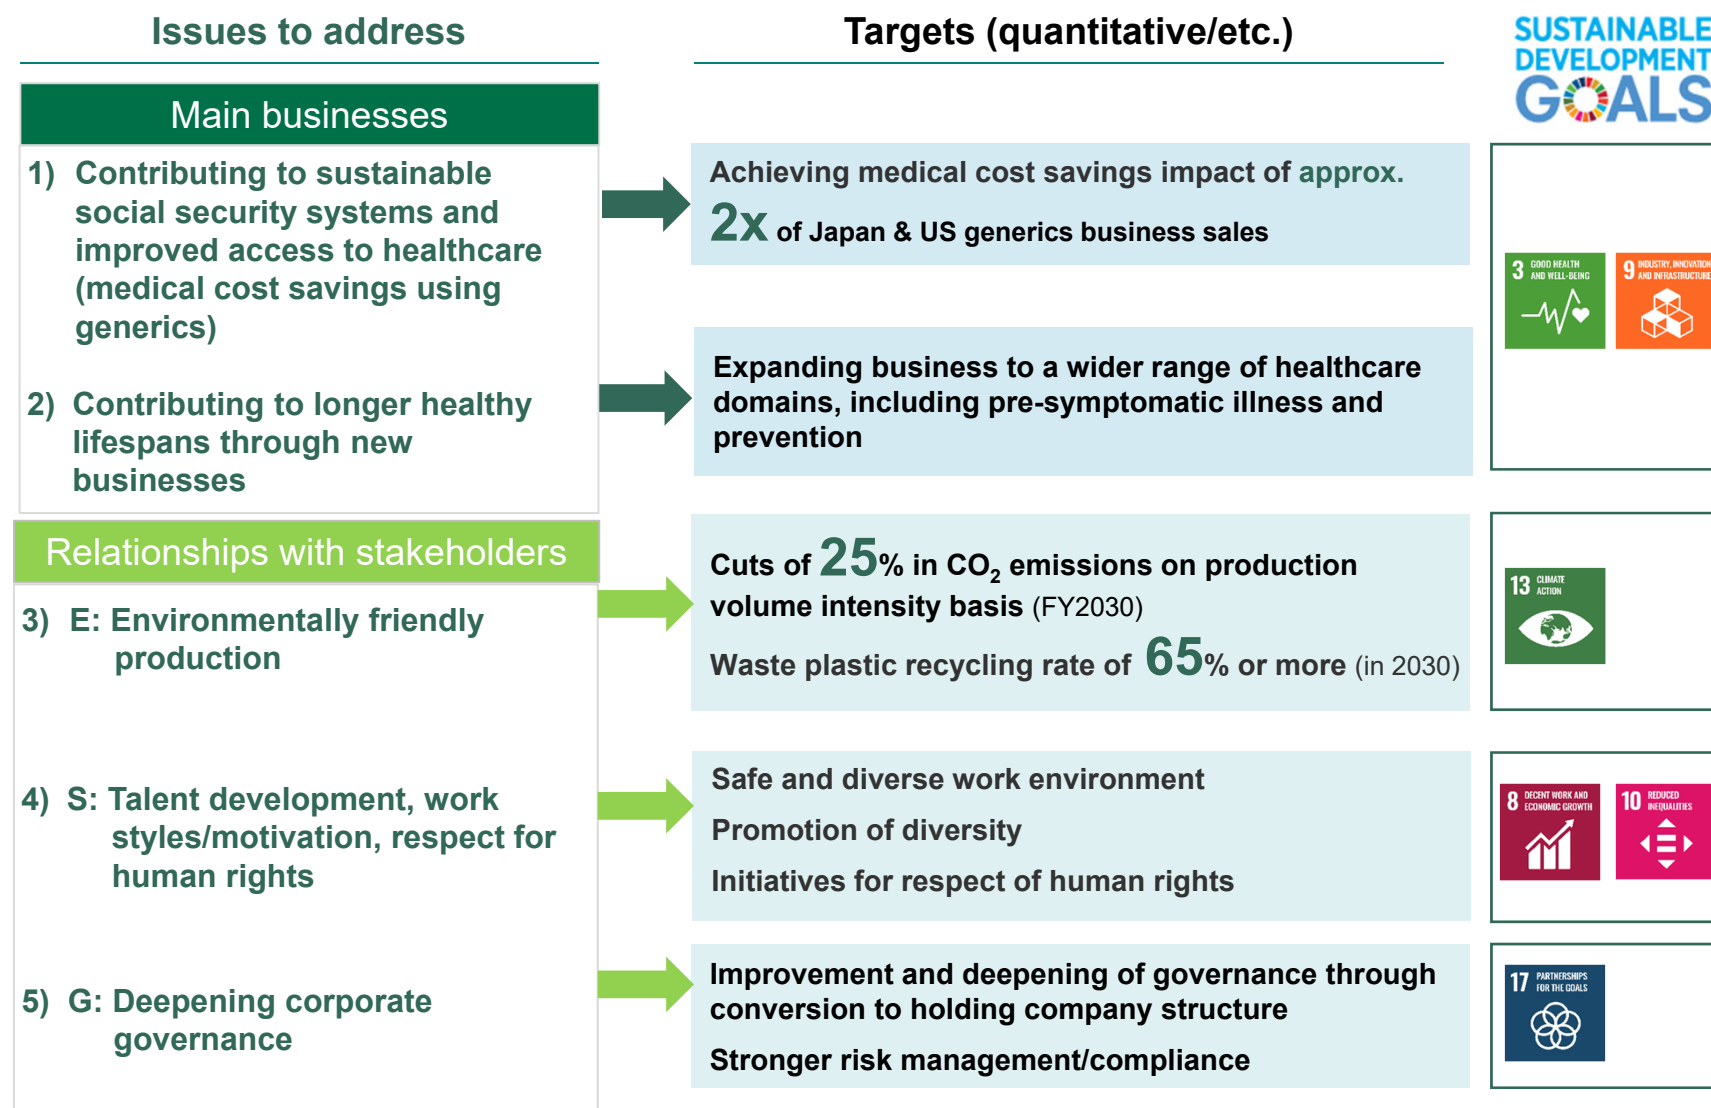 Issues to address
Targets (quantitative/etc.)
SUSTAINABLE
DEVELOPMENT
GOALS
Main businesses
1) Contributing to sustainable
social security systems and
improved access to healthcare
(medical cost savings using
generics)
Achieving medical cost savings impact of approx.
2x of Japan & US generics business sales
3 GOOD HEALTH
AND WELL-BEING
9 INDUSTRY, INNOVATION
AND INFRASTRUCTURE
2) Contributing to longer healthy
lifespans through new
businesses
Expanding business to a wider range of healthcare
domains, including pre-symptomatic illness and
prevention
Relationships with stakeholders
3) E: Environmentally friendly
production
Cuts of 25% in CO₂ emissions on production
volume intensity basis (FY2030)
Waste plastic recycling rate of 65% or more (in 2030)
13 CLIMATE
ACTION
4) S: Talent development, work
styles/motivation, respect for
human rights
Safe and diverse work environment
Promotion of diversity
Initiatives for respect of human rights
8 DECENT WORK AND
ECONOMIC GROWTH
10 REDUCED
INEQUALITIES
5) G: Deepening corporate
governance
Improvement and deepening of governance through
conversion to holding company structure
Stronger risk management/compliance
17 PARTNERSHIPS
FOR THE GOALS